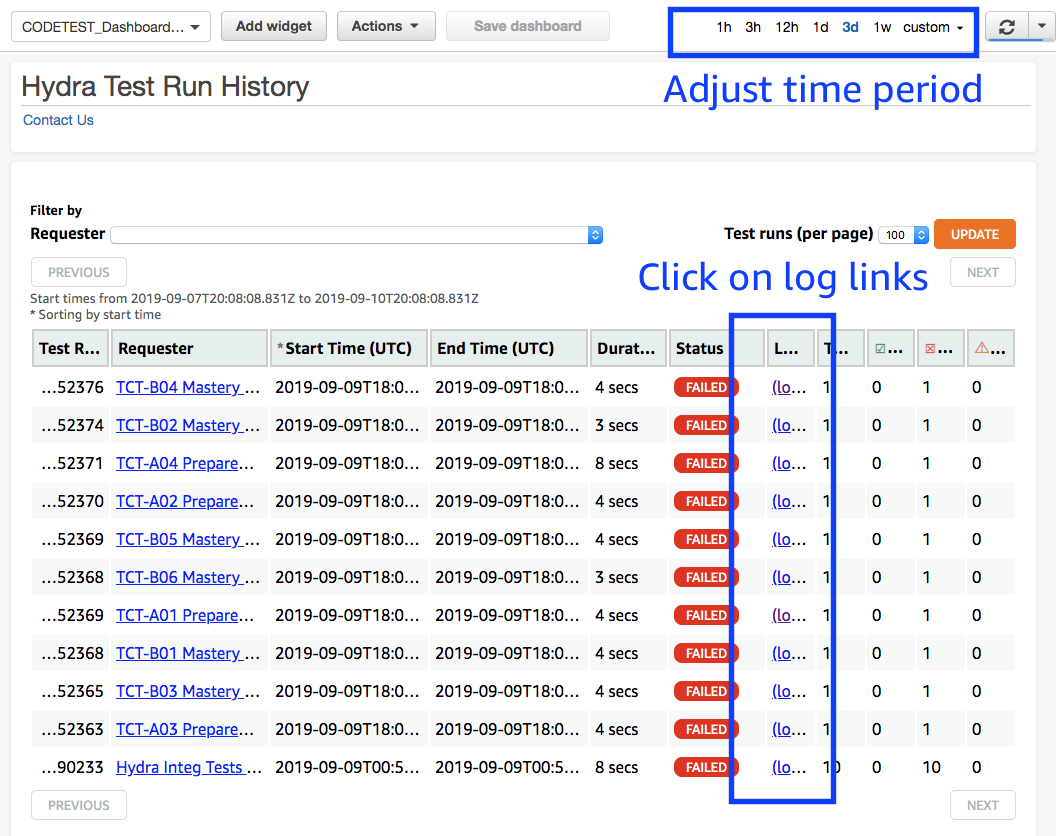 CODETEST_Dashboard... Add widget Actions Save dashboard 1h 3h 12h 1d 3d 1w custom
Adjust time period
Hydra Test Run History
Contact Us
Filter by
Requester Test runs (per page) 100 UPDATE
Click on log links
PREVIOUS NEXT
Start times from 2019-09-07T20:08:08.831Z to 2019-09-10T20:08:08.831Z
* Sorting by start time
Test R... Requester *Start Time (UTC) End Time (UTC) Durat... Status L... T... ... ... ...
...52376 TCT-B04 Mastery ... 2019-09-09T18:0... 2019-09-09T18:0... 4 secs FAILED (lo... 1 0 1 0
...52374 TCT-B02 Mastery ... 2019-09-09T18:0... 2019-09-09T18:0... 3 secs FAILED (lo... 1 0 1 0
...52371 TCT-A04 Prepare... 2019-09-09T18:0... 2019-09-09T18:0... 8 secs FAILED (lo... 1 0 1 0
...52370 TCT-A02 Prepare... 2019-09-09T18:0... 2019-09-09T18:0... 4 secs FAILED (lo... 1 0 1 0
...52369 TCT-B05 Mastery ... 2019-09-09T18:0... 2019-09-09T18:0... 4 secs FAILED (lo... 1 0 1 0
...52368 TCT-B06 Mastery ... 2019-09-09T18:0... 2019-09-09T18:0... 3 secs FAILED (lo... 1 0 1 0
...52369 TCT-A01 Prepare... 2019-09-09T18:0... 2019-09-09T18:0... 4 secs FAILED (lo... 1 0 1 0
...52368 TCT-B01 Mastery ... 2019-09-09T18:0... 2019-09-09T18:0... 4 secs FAILED (lo... 1 0 1 0
...52365 TCT-B03 Mastery ... 2019-09-09T18:0... 2019-09-09T18:0... 4 secs FAILED (lo... 1 0 1 0
...52363 TCT-A03 Prepare... 2019-09-09T18:0... 2019-09-09T18:0... 4 secs FAILED (lo... 1 0 1 0
...90233 Hydra Integ Tests ... 2019-09-09T00:5... 2019-09-09T00:5... 8 secs FAILED (lo... 10 0 10 0
PREVIOUS NEXT